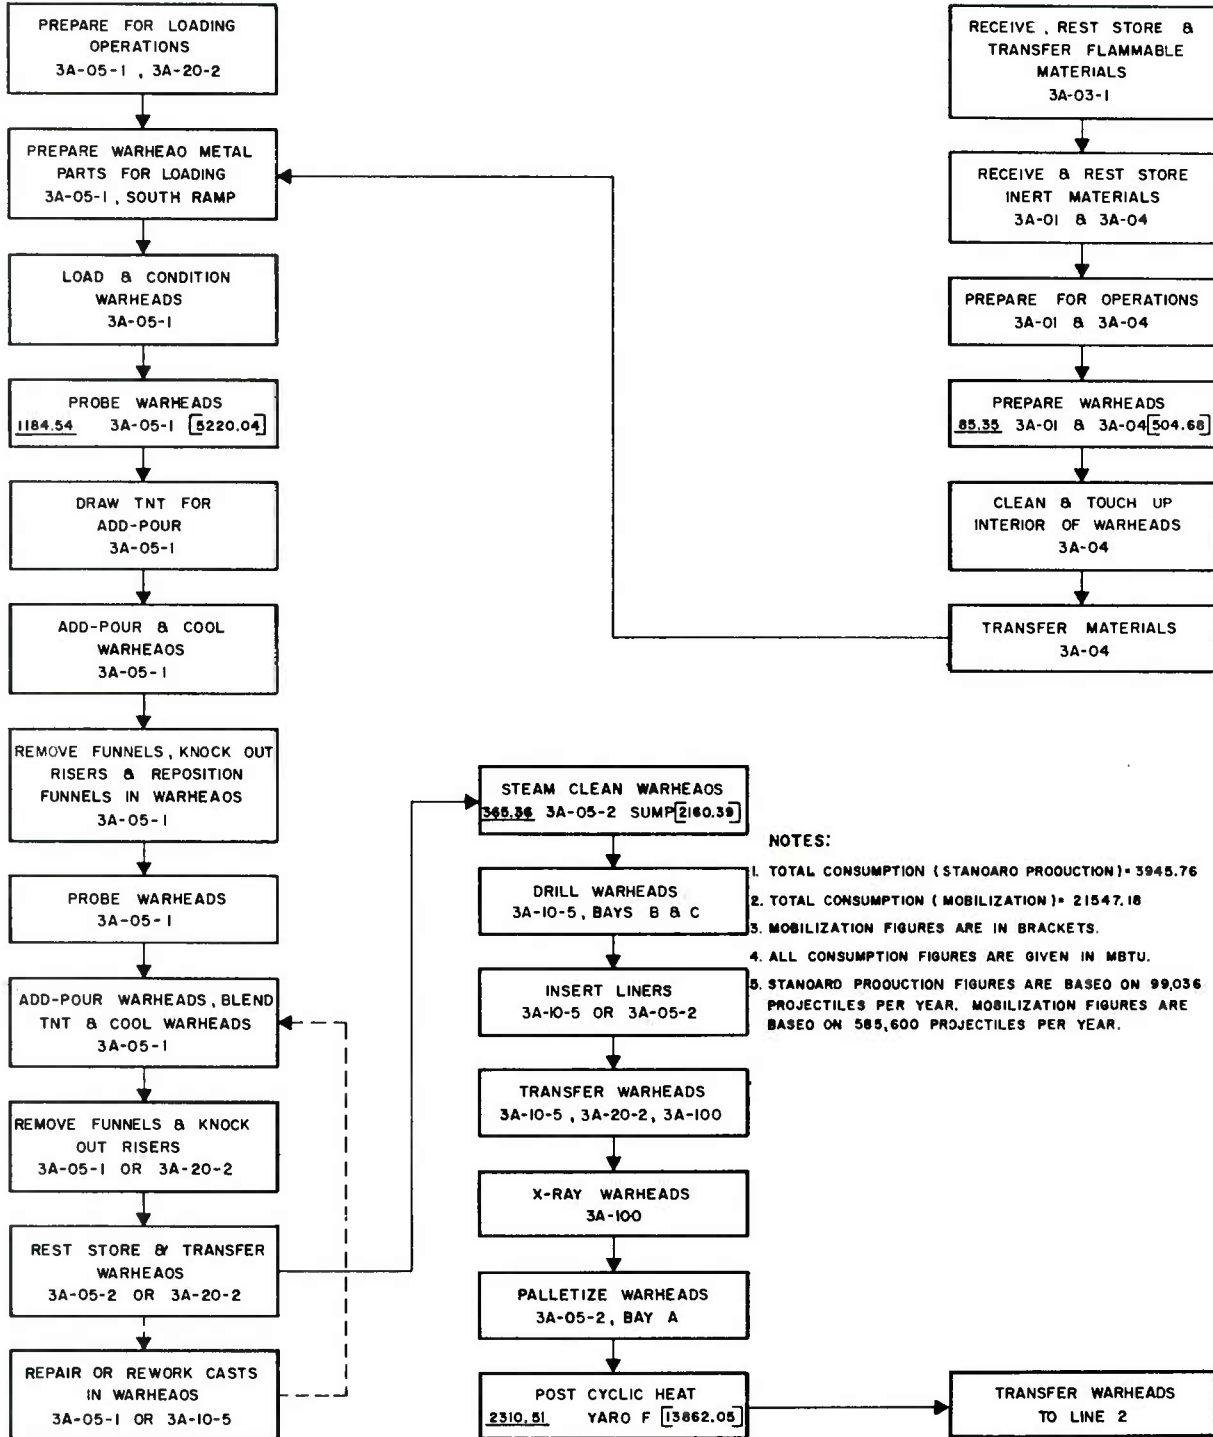 PREPARE FOR LOADING
OPERATIONS
3A-05-1 , 3A-20-2
PREPARE WARHEAO METAL
PARTS FOR LOADING
3A-05-1 , SOUTH RAMP
LOAD & CONDITION
WARHEADS
3A-05-1
PROBE WARHEADS
1184.54 3A-05-1 [5220.04]
DRAW TNT FOR
ADD-POUR
3A-05-1
ADD-POUR & COOL
WARHEAOS
3A-05-1
REMOVE FUNNELS , KNOCK OUT
RISERS & REPOSITION
FUNNELS IN WARHEAOS
3A-05-1
PROBE WARHEADS
3A-05-1
ADD-POUR WARHEADS , BLEND
TNT & COOL WARHEADS
3A-05-1
REMOVE FUNNELS & KNOCK
OUT RISERS
3A-05-1 OR 3A-20-2
REST STORE & TRANSFER
WARHEAOS
3A-05-2 OR 3A-20-2
REPAIR OR REWORK CASTS
IN WARHEAOS
3A-05-1 OR 3A-10-5
RECEIVE , REST STORE &
TRANSFER FLAMMABLE
MATERIALS
3A-03-1
RECEIVE & REST STORE
INERT MATERIALS
3A-01 & 3A-04
PREPARE FOR OPERATIONS
3A-01 & 3A-04
PREPARE WARHEADS
85.35 3A-01 & 3A-04 [504.68]
CLEAN & TOUCH UP
INTERIOR OF WARHEADS
3A-04
TRANSFER MATERIALS
3A-04
STEAM CLEAN WARHEAOS
365.36 3A-05-2 SUMP [2160.39]
DRILL WARHEADS
3A-10-5 , BAYS B & C
INSERT LINERS
3A-10-5 OR 3A-05-2
TRANSFER WARHEADS
3A-10-5 , 3A-20-2 , 3A-100
X-RAY WARHEADS
3A-100
PALLETIZE WARHEADS
3A-05-2 , BAY A
POST CYCLIC HEAT
2310.51 YARO F [13862.05]
TRANSFER WARHEADS
TO LINE 2
NOTES:
1. TOTAL CONSUMPTION ( STANOARO PRODUCTION ) = 3945.76
2. TOTAL CONSUMPTION ( MOBILIZATION ) = 21547.18
3. MOBILIZATION FIGURES ARE IN BRACKETS.
4. ALL CONSUMPTION FIGURES ARE GIVEN IN MBTU.
5. STANOARD PRODUCTION FIGURES ARE BASED ON 99,036
PROJECTILES PER YEAR. MOBILIZATION FIGURES ARE
BASED ON 585,600 PROJECTILES PER YEAR.